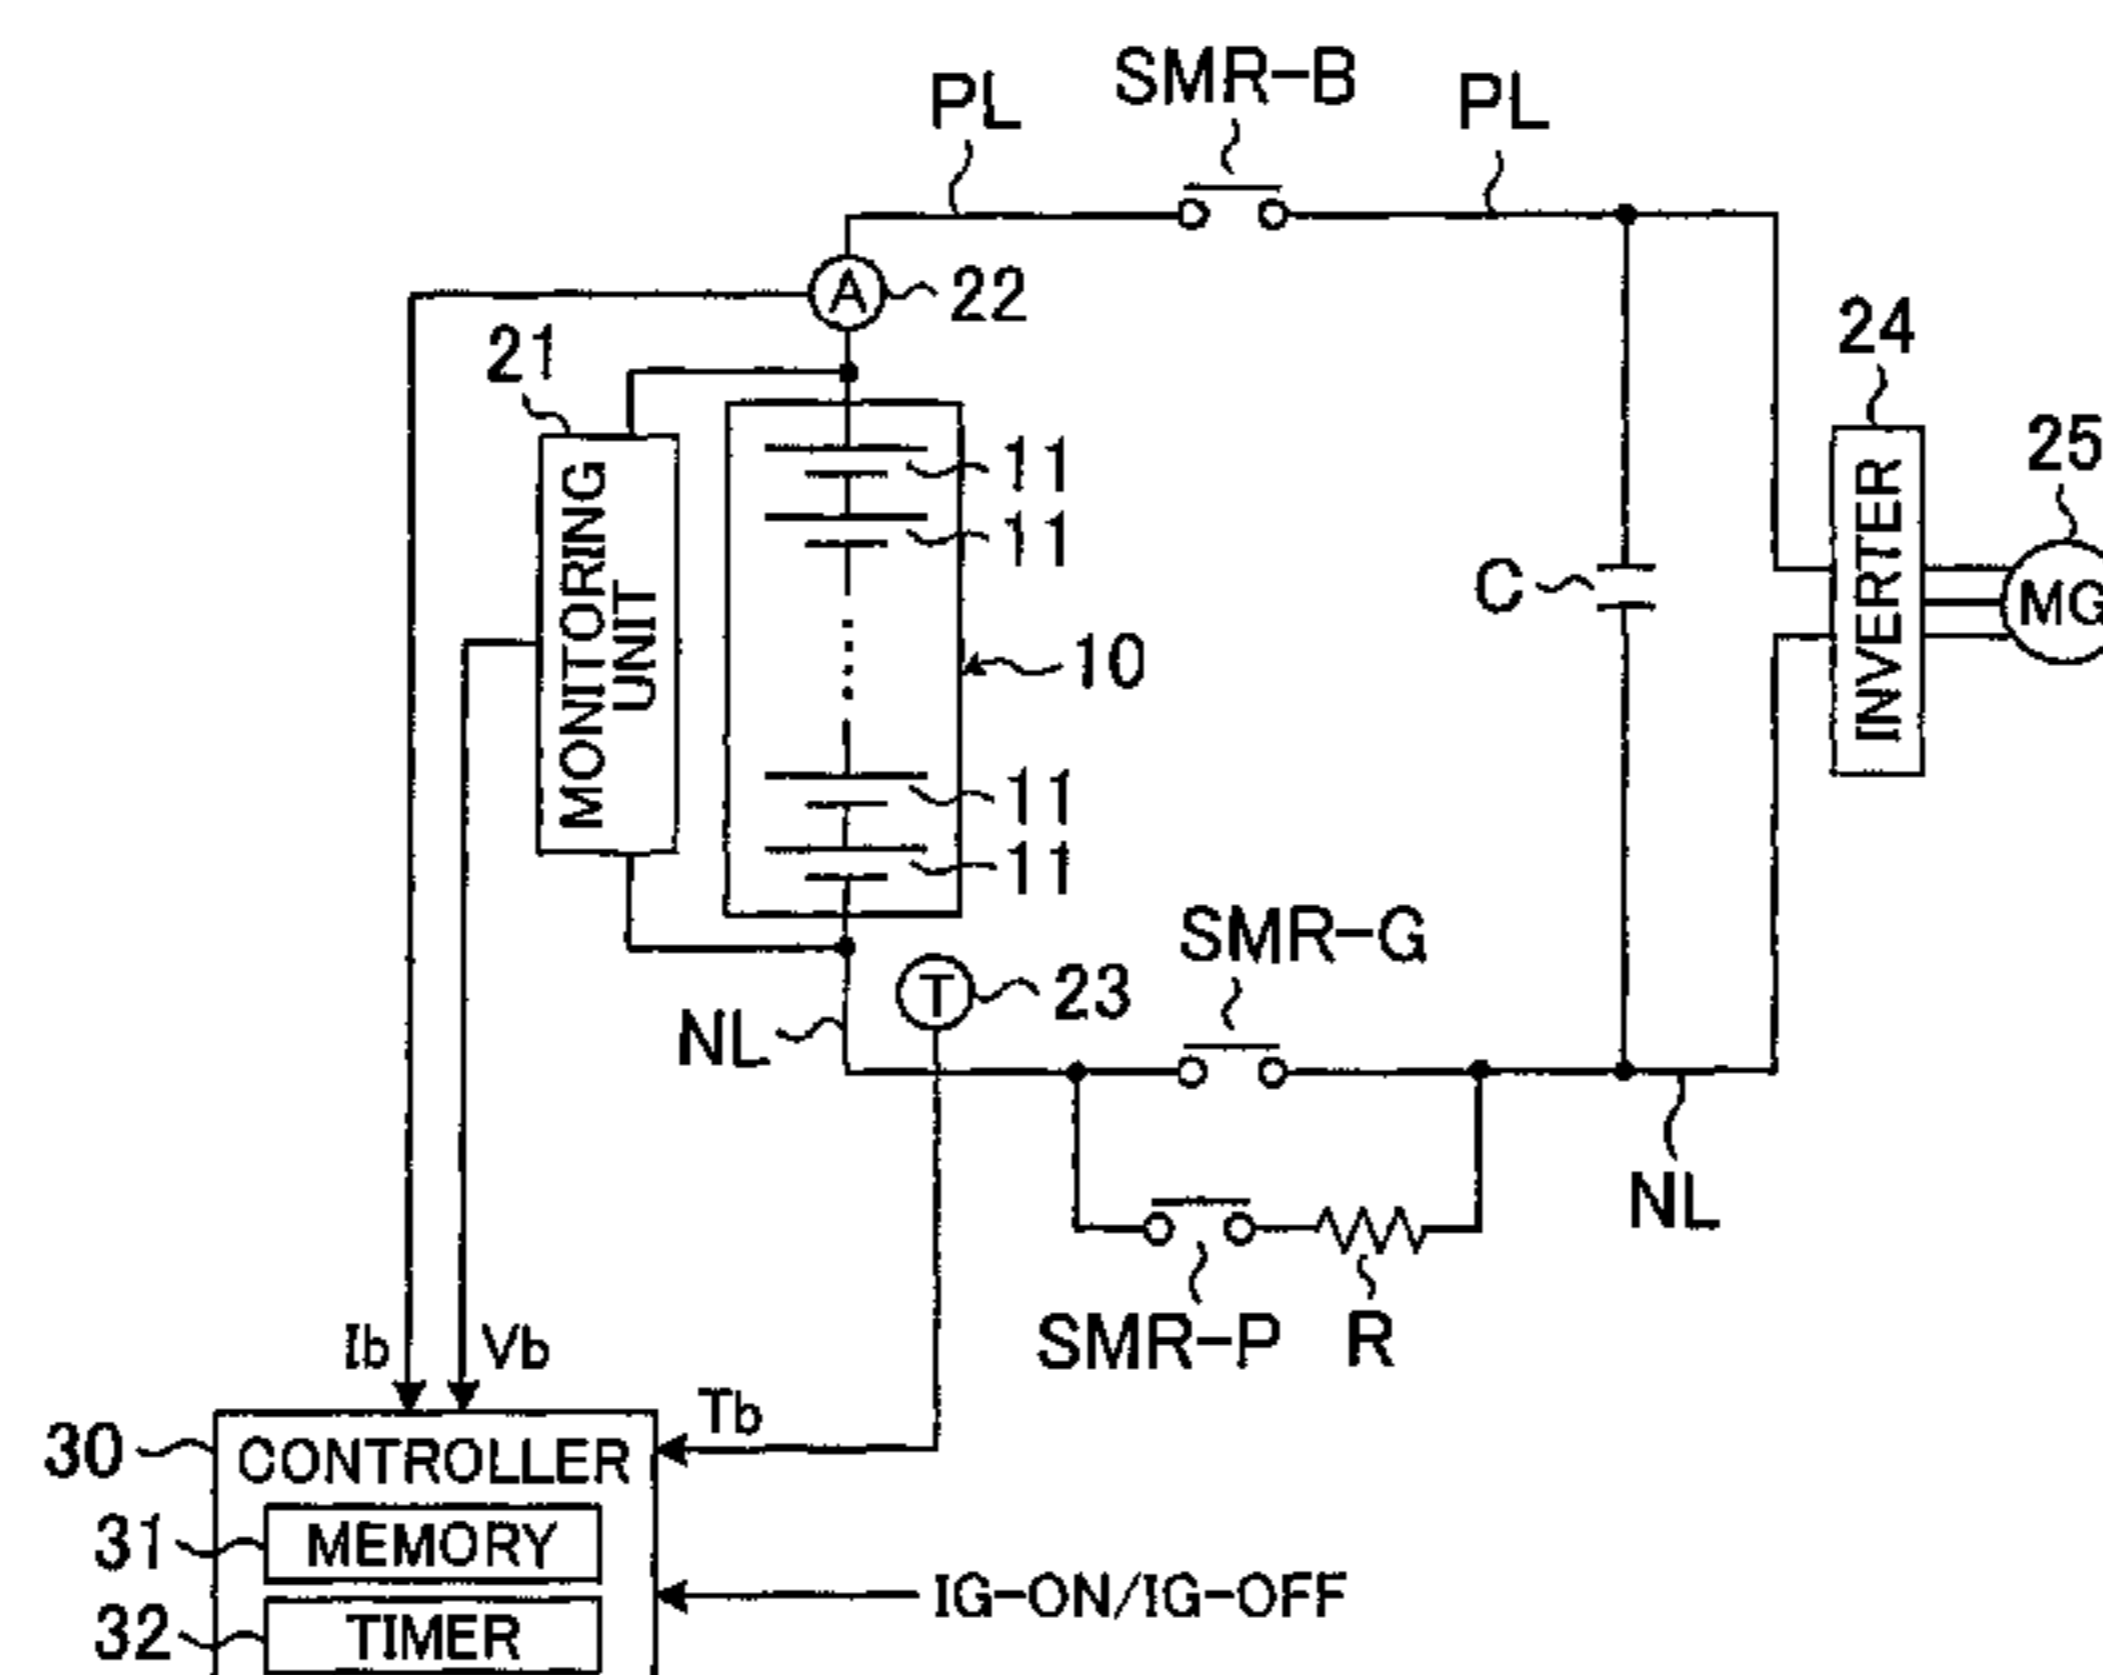 SMR-B
PL
PL
A
22
21
24
25
MONITORING
UNIT
11
11
10
11
11
C
INVERTER
MG
SMR-G
T
23
NL
NL
SMR-P
R
Ib
Vb
Tb
30
CONTROLLER
31
MEMORY
IG-ON/IG-OFF
32
TIMER